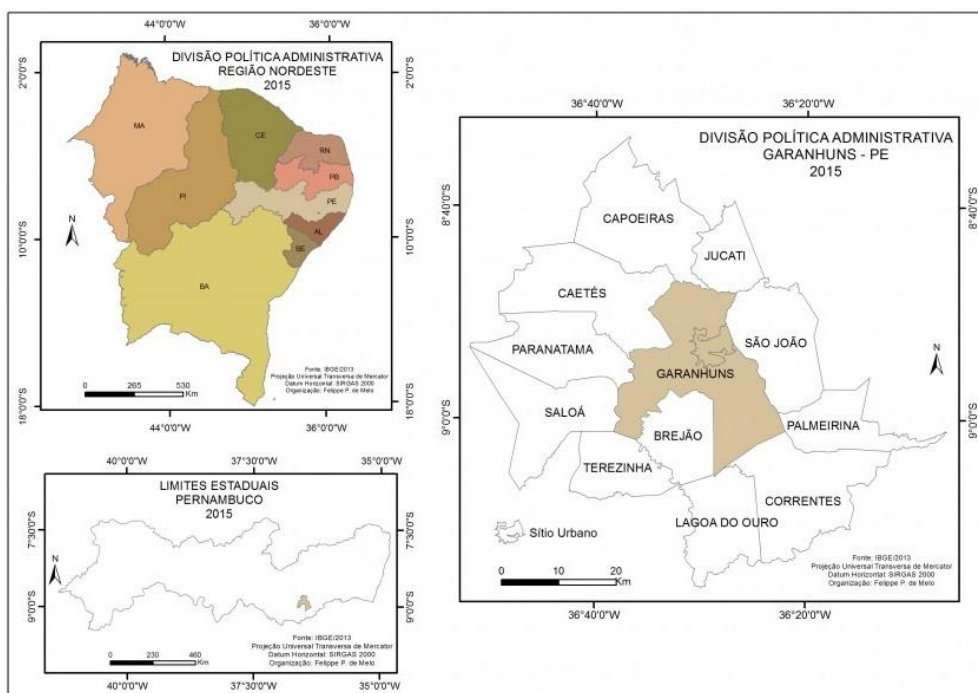 44°0'0"W 36°0'0"W
DIVISÃO POLÍTICA ADMINISTRATIVA
REGIÃO NORDESTE
2015
2°0'0"S
2°0'0"S
MA
CE
RN
PB
PI
PE
AL
SE
BA
N
10°0'0"S
10°0'0"S
Fonte: IBGE/2013
Projeção Universal Transversa de Mercator
Datum Horizontal: SIRGAS 2000
Organização: Felippe P. de Melo
0 265 530
Km
18°0'0"S
18°0'0"S
44°0'0"W 36°0'0"W
40°0'0"W 37°30'0"W 35°0'0"W
LIMITES ESTADUAIS
PERNAMBUCO
2015
7°30'0"S
7°30'0"S
N
9°0'0"S
9°0'0"S
Fonte: IBGE/2013
Projeção Universal Transversa de Mercator
Datum Horizontal: SIRGAS 2000
Organização: Felippe P. de Melo
0 230 460
Km
40°0'0"W 37°30'0"W 35°0'0"W
36°40'0"W 36°20'0"W
DIVISÃO POLÍTICA ADMINISTRATIVA
GARANHUNS - PE
2015
8°40'0"S
8°40'0"S
CAPOEIRAS
JUCATI
CAETÉS
SÃO JOÃO
PARANATAMA
N
GARANHUNS
SALOÁ
PALMEIRINA
BREJÃO
9°0'0"S
9°0'0"S
TEREZINHA
CORRENTES
LAGOA DO OURO
Sítio Urbano
0 10 20
Km
Fonte: IBGE/2013
Projeção Universal Transversa de Mercator
Datum Horizontal: SIRGAS 2000
Organização: Felippe P. de Melo
36°40'0"W 36°20'0"W